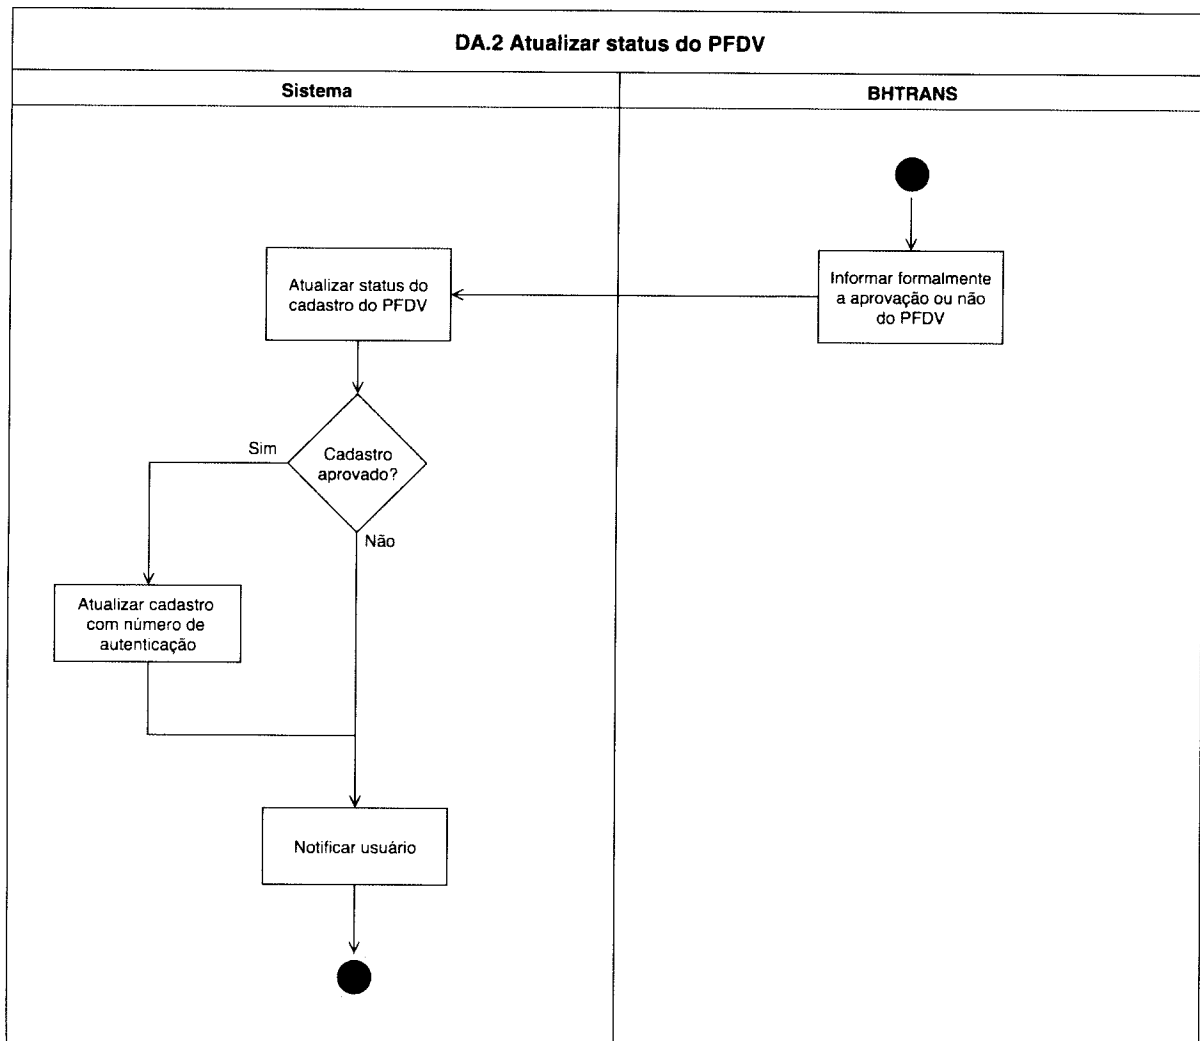 DA.2 Atualizar status do PFDV
Sistema
BHTRANS
Atualizar status do
cadastro do PFDV
Informar formalmente
a aprovação ou não
do PFDV
Sim
Cadastro
aprovado?
Não
Atualizar cadastro
com número de
autenticação
Notificar usuário